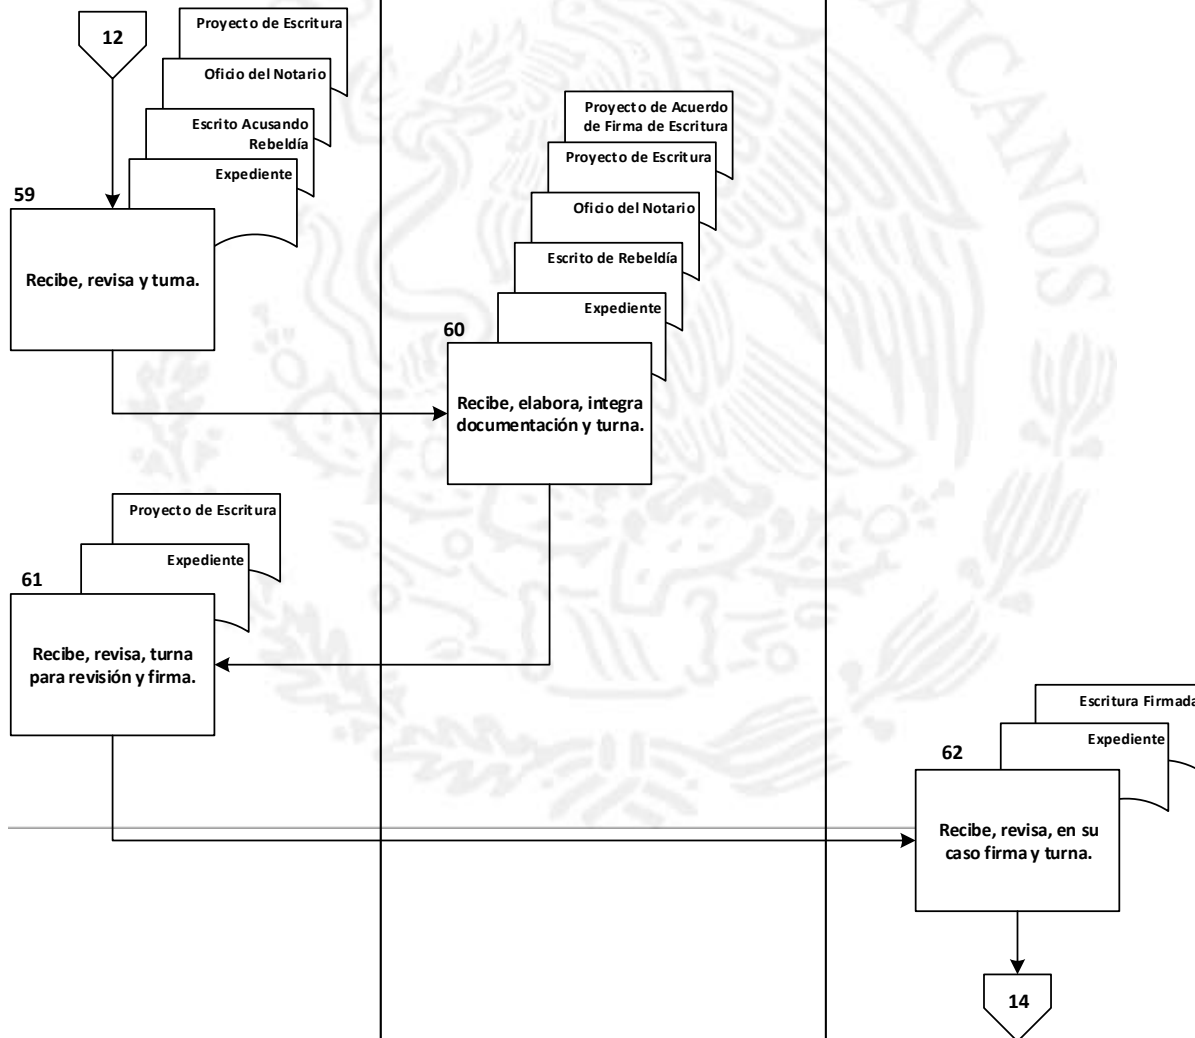 12
Proyecto de Escritura
Oficio del Notario
Escrito Acusando
Rebeldía
Expediente
59
Recibe, revisa y turna.
Proyecto de Acuerdo
de Firma de Escritura
Proyecto de Escritura
Oficio del Notario
Escrito de Rebeldía
Expediente
60
Recibe, elabora, integra
documentación y turna.
Proyecto de Escritura
Expediente
61
Recibe, revisa, turna
para revisión y firma.
Escritura Firmada
Expediente
62
Recibe, revisa, en su
caso firma y turna.
14
XICANOS